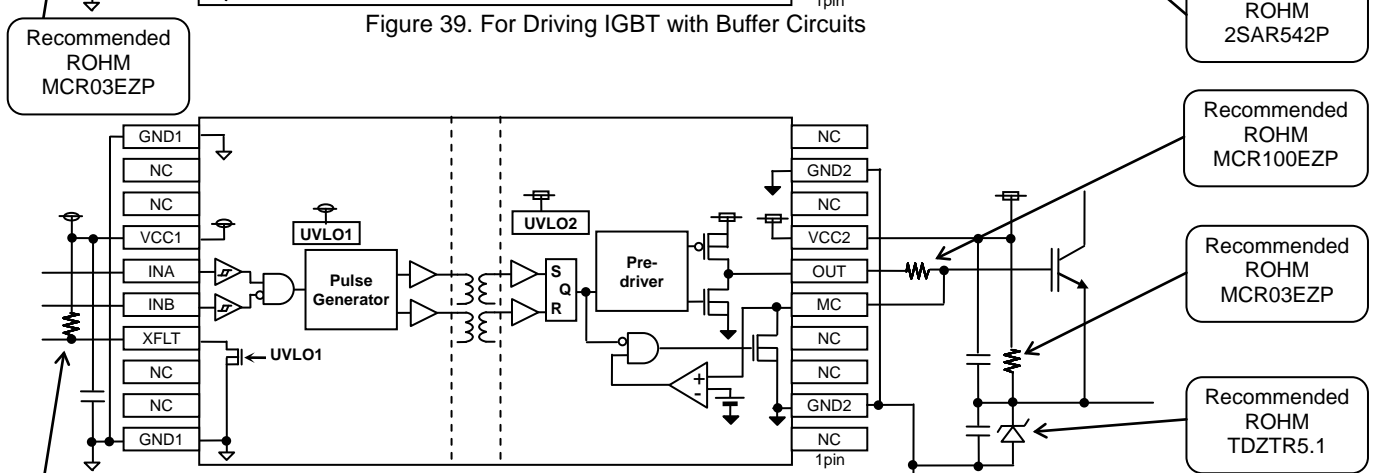 1pin
Figure 39. For Driving IGBT with Buffer Circuits
ROHM
2SAR542P
Recommended
ROHM
MCR03EZP
Recommended
ROHM
MCR100EZP
GND1
NC
NC
VCC1
INA
INB
XFLT
NC
NC
GND1
UVLO1
Pulse
Generator
UVLO1
UVLO2
S
Q
R
Pre-
driver
+
-
NC
GND2
NC
VCC2
OUT
MC
NC
NC
GND2
NC
1pin
Recommended
ROHM
MCR03EZP
Recommended
ROHM
TDZTR5.1